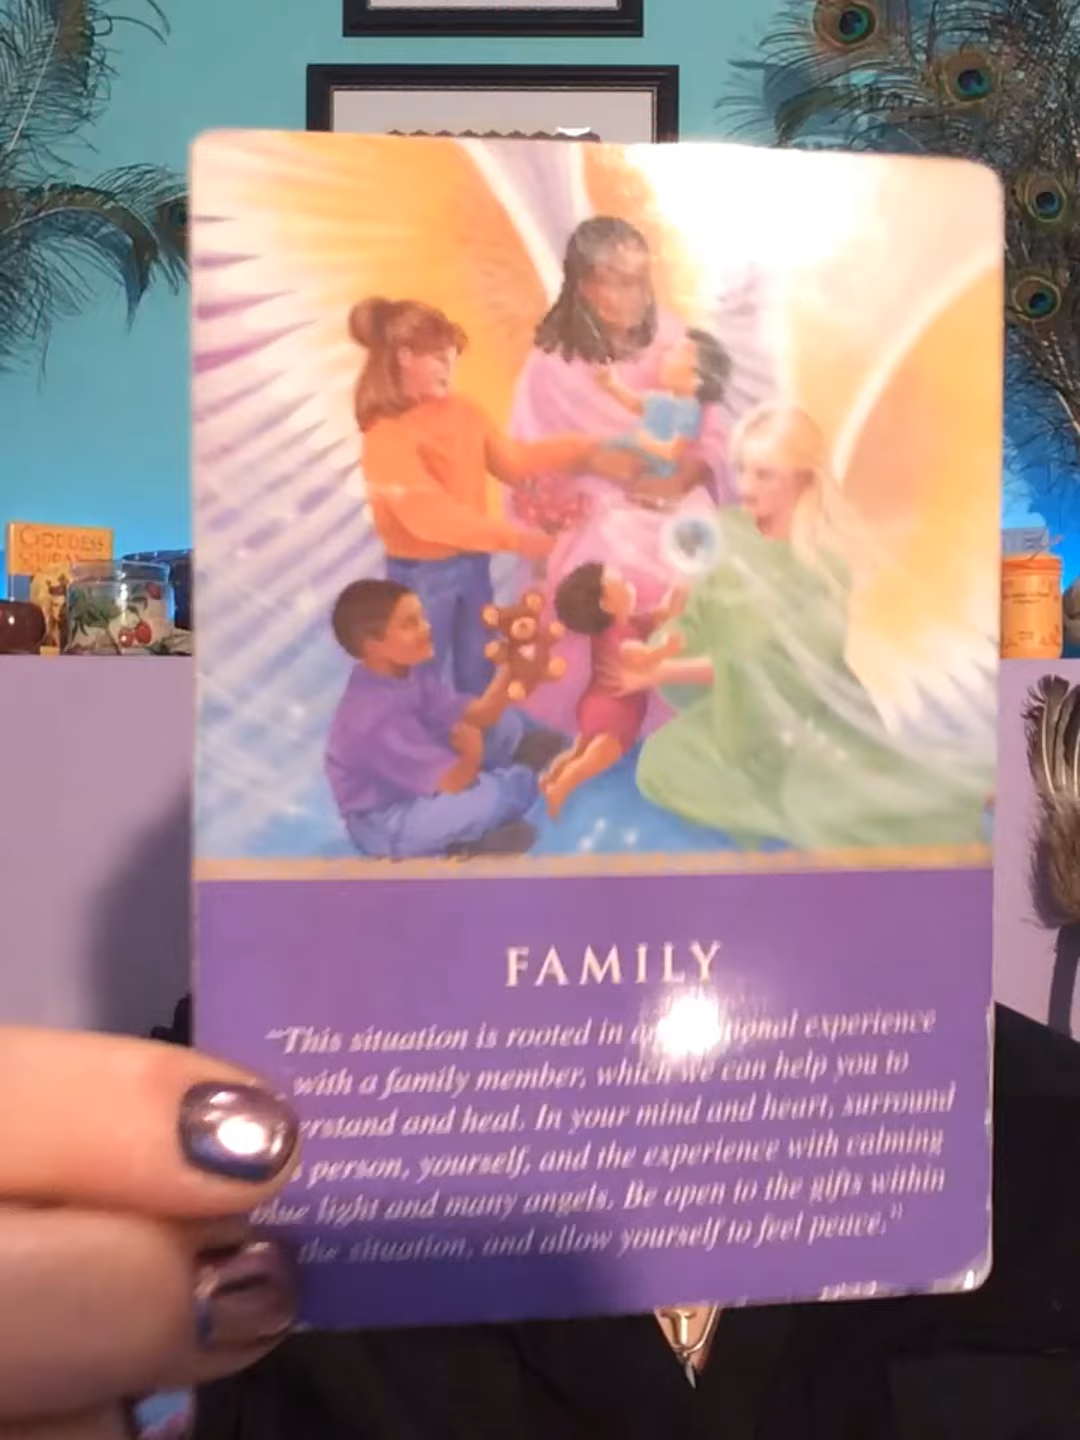 GODDESS
FAMILY
"This situation is rooted in experience
with a family member, which we can help you to
and heal. In your mind and heart, surround
person, yourself, and the experience with calming
blue light and many angels. Be open to the gifts within
the situation, and allow yourself to feel peace."